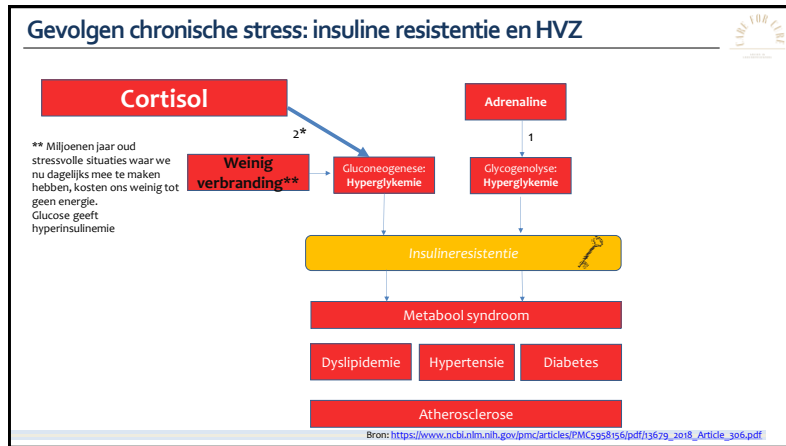 Gevolgen chronische stress: insuline resistentie en HVZ
CARE FOR CURE
Cortisol
Adrenaline
2*
1
** Miljoenen jaar oud
stressvolle situaties waar we
nu dagelijks mee te maken
hebben, kosten ons weinig tot
geen energie.
Glucose geeft
hyperinsulinemie
Weinig
verbranding**
Gluconeogenese:
Hyperglykemie
Glycogenolyse:
Hyperglykemie
Insulineresistentie
Metabool syndroom
Dyslipidemie
Hypertensie
Diabetes
Atherosclerose
Bron: https://www.ncbi.nlm.nih.gov/pmc/articles/PMC5958156/pdf/13679_2018_Article_306.pdf